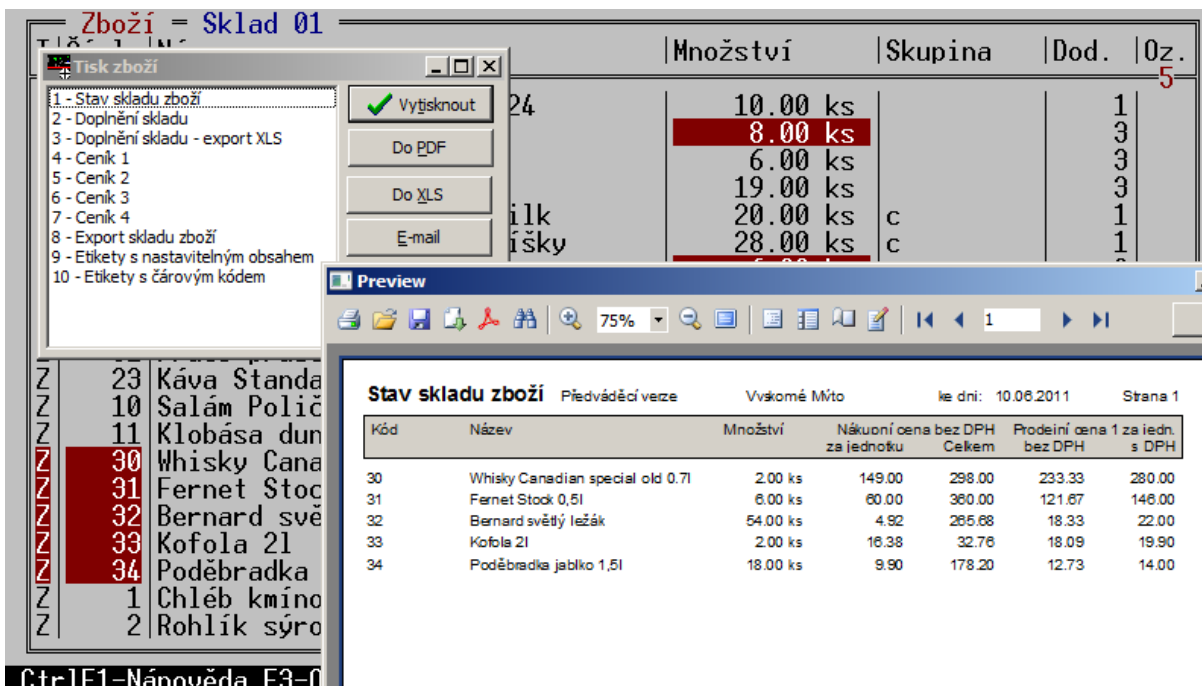 Zboží = Sklad 01
Množství Skupina Dod. Oz.
5
24 10.00 ks 1
8.00 ks 3
6.00 ks 3
19.00 ks 3
ilk 20.00 ks c 1
íšky 28.00 ks c 1
Tisk zboží
1 - Stav skladu zboží
2 - Doplnění skladu
3 - Doplnění skladu - export XLS
4 - Ceník 1
5 - Ceník 2
6 - Ceník 3
7 - Ceník 4
8 - Export skladu zboží
9 - Etikety s nastavitelným obsahem
10 - Etikety s čárovým kódem
Vytisknout
Do PDF
Do XLS
E-mail
Z 23 Káva Standa
Z 10 Salám Polič
Z 11 Klobása dun
Z 30 Whisky Cana
Z 31 Fernet Stoc
Z 32 Bernard svě
Z 33 Kofola 2l
Z 34 Poděbradka
Z 1 Chléb kmíno
Z 2 Rohlík sýro
CtrlF1-Nápověda F3-O
Preview
75% 1
Stav skladu zboží Předváděcí verze Vyskorné Mýto ke dni: 10.06.2011 Strana 1
Kód Název Množství Nákupní cena bez DPH Prodejní cena 1 za jedn.
za jednotku Celkem bez DPH s DPH
30 Whisky Canadian special old 0.7l 2.00 ks 149.00 298.00 233.33 280.00
31 Fernet Stock 0,5l 6.00 ks 60.00 360.00 121.67 146.00
32 Bernard světlý ležák 54.00 ks 4.92 265.68 18.33 22.00
33 Kofola 2l 2.00 ks 16.38 32.76 18.09 19.90
34 Poděbradka jablko 1,5l 18.00 ks 9.90 178.20 12.73 14.00